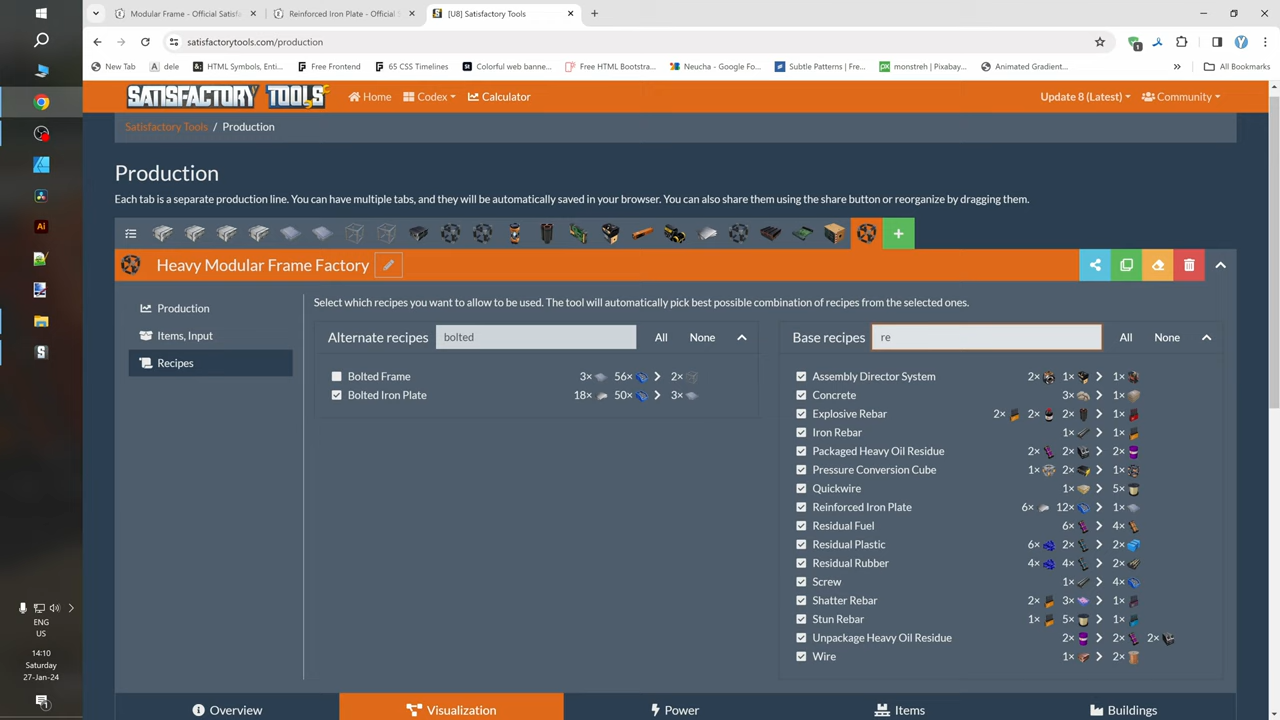 Modular Frame - Official Satisf
Reinforced Iron Plate - Official S
[U8] Satisfactory Tools
satisfactorytools.com/production
New Tab
dele
HTML Symbols, Enti...
Free Frontend
65 CSS Timelines
Colorful web banne...
Free HTML Bootstra...
Neucha - Google Fo...
Subtle Patterns | Fre...
monstreh | Pixabay...
Animated Gradient...
All Bookmarks
SATISFACTORY TOOLS
Home
Codex
Calculator
Update 8 (Latest)
Community
Satisfactory Tools / Production
Production
Each tab is a separate production line. You can have multiple tabs, and they will be automatically saved in your browser. You can also share them using the share button or reorganize by dragging them.
Heavy Modular Frame Factory
Production
Items, Input
Recipes
Select which recipes you want to allow to be used. The tool will automatically pick best possible combination of recipes from the selected ones.
Alternate recipes bolted All None
Bolted Frame 3× 56× 2×
Bolted Iron Plate 18× 50× 3×
Base recipes re All None
Assembly Director System 2× 1× 1×
Concrete 3× 1×
Explosive Rebar 2× 2× 2× 1×
Iron Rebar 1× 1×
Packaged Heavy Oil Residue 2× 2× 2×
Pressure Conversion Cube 1× 2× 1×
Quickwire 1× 5×
Reinforced Iron Plate 6× 12× 1×
Residual Fuel 6× 4×
Residual Plastic 6× 2× 2×
Residual Rubber 4× 4× 2×
Screw 1× 4×
Shatter Rebar 2× 3× 1×
Stun Rebar 1× 5× 1×
Unpackage Heavy Oil Residue 2× 2× 2×
Wire 1× 2×
Overview
Visualization
Power
Items
Buildings
ENG
US
14:10
Saturday
27-Jan-24